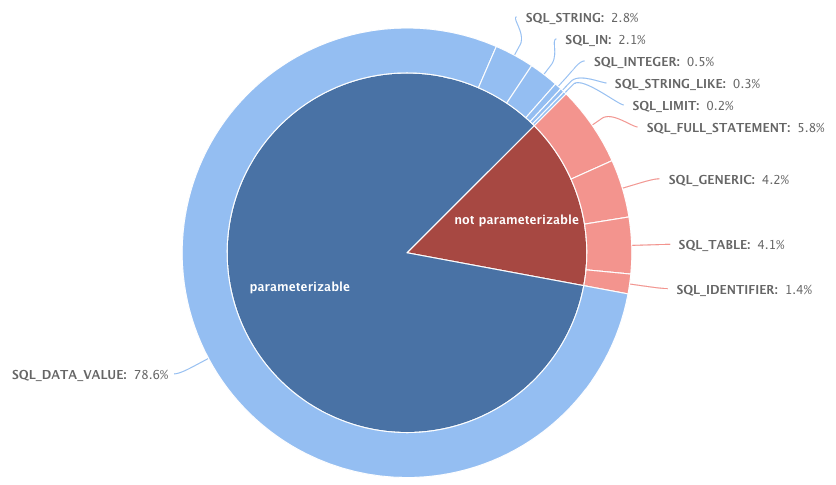 SQL_STRING: 2.8%
SQL_IN: 2.1%
SQL_INTEGER: 0.5%
SQL_STRING_LIKE: 0.3%
SQL_LIMIT: 0.2%
SQL_FULL_STATEMENT: 5.8%
SQL_GENERIC: 4.2%
not parameterizable
SQL_TABLE: 4.1%
parameterizable
SQL_IDENTIFIER: 1.4%
SQL_DATA_VALUE: 78.6%